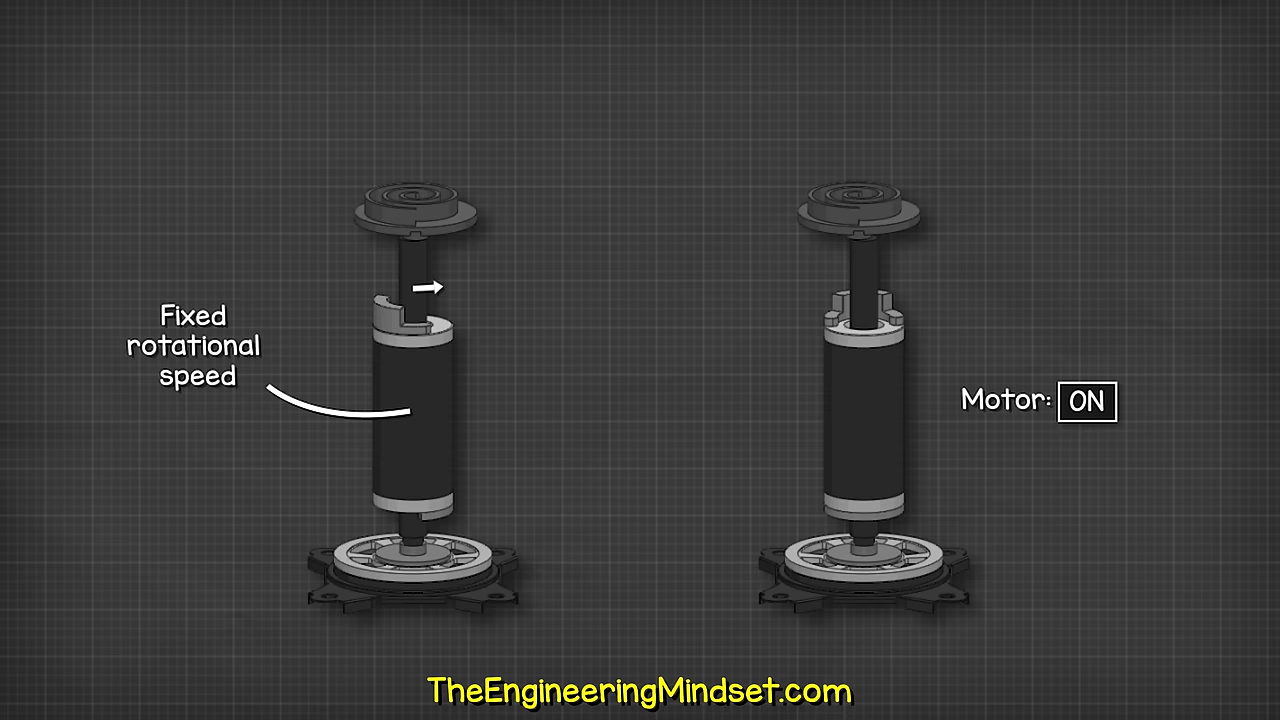 Fixed
rotational
speed
Motor: ON
TheEngineeringMindset.com